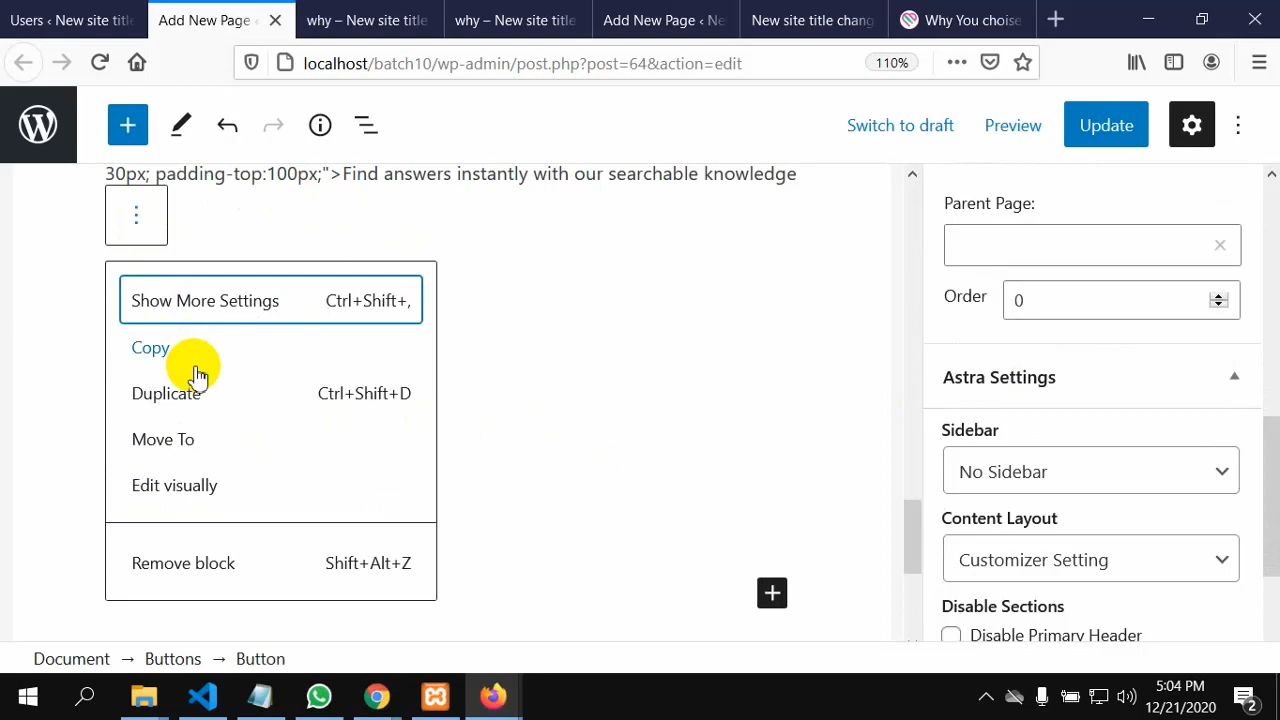 Users ‹ New site titl
Add New Page ‹
why – New site title
why – New site title
Add New Page ‹ Ne
New site title chang
Why You choise
localhost/batch10/wp-admin/post.php?post=64&action=edit
110%
Switch to draft
Preview
Update
30px; padding-top:100px;">Find answers instantly with our searchable knowledge
Show More Settings Ctrl+Shift+,
Copy
Duplicate Ctrl+Shift+D
Move To
Edit visually
Remove block Shift+Alt+Z
Parent Page:
Order 0
Astra Settings
Sidebar
No Sidebar
Content Layout
Customizer Setting
Disable Sections
Disable Primary Header
Document → Buttons → Button
5:04 PM
12/21/2020
2